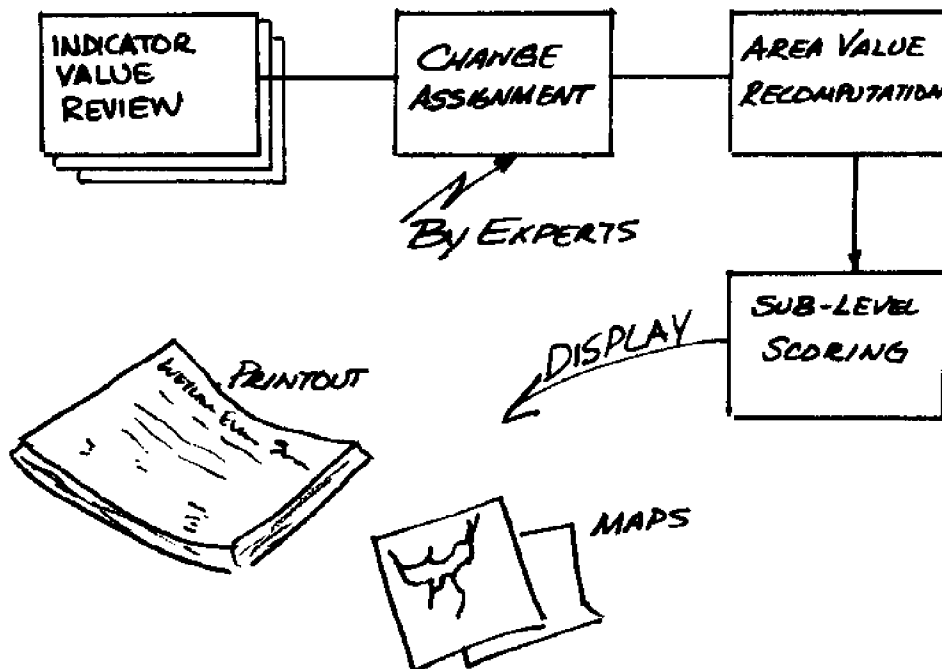 INDICATOR
VALUE
REVIEW
CHANGE
ASSIGNMENT
AREA VALUE
RECOMPUTATION
BY EXPERTS
SUB-LEVEL
SCORING
DISPLAY
PRINTOUT
MAPS